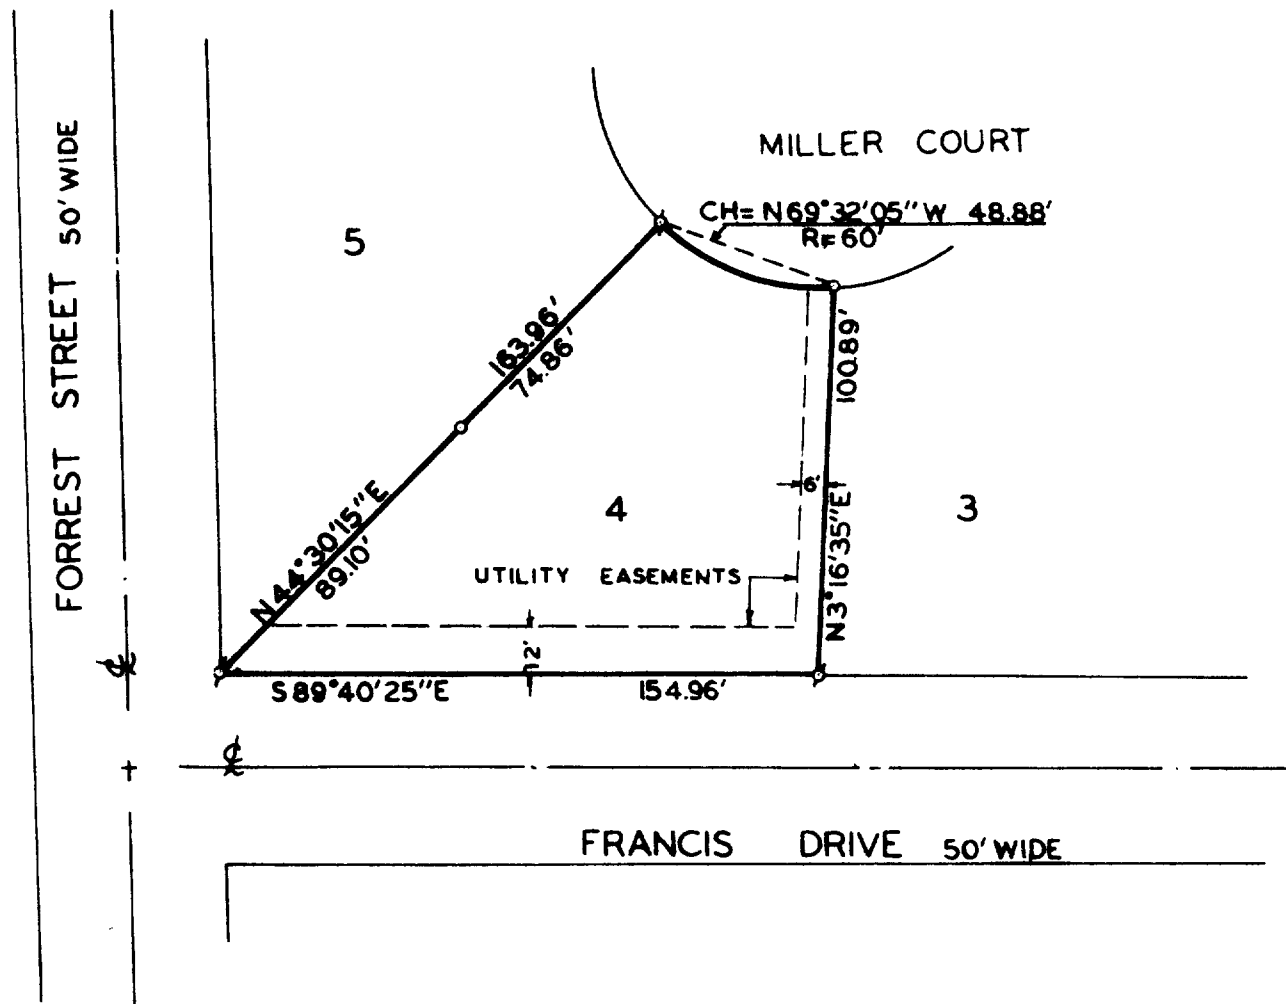 MILLER COURT
CH= N69°32'05"W 48.88'
R=60'
5
FORREST STREET 50' WIDE
163.96'
74.86'
100.89'
N44°30'15"E
89.10'
6'
4
3
N3°16'35"E
UTILITY EASEMENTS
12'
S89°40'25"E 154.96'
℄
℄
FRANCIS DRIVE 50' WIDE